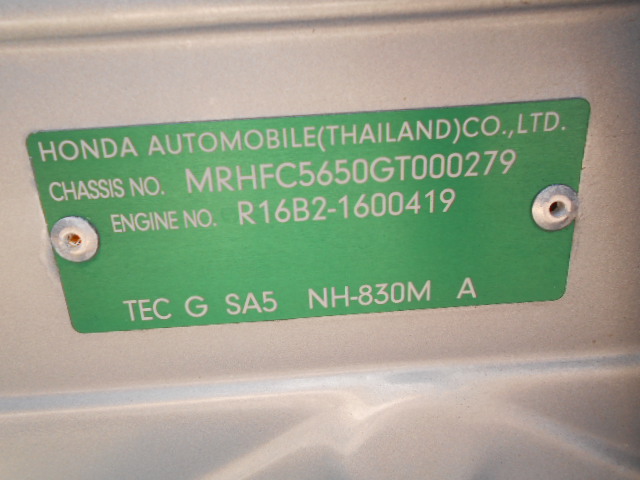 HONDA AUTOMOBILE(THAILAND)CO.,LTD.
CHASSIS NO. MRHFC5650GT000279
ENGINE NO. R16B2-1600419
TEC G SA5 NH-830M A